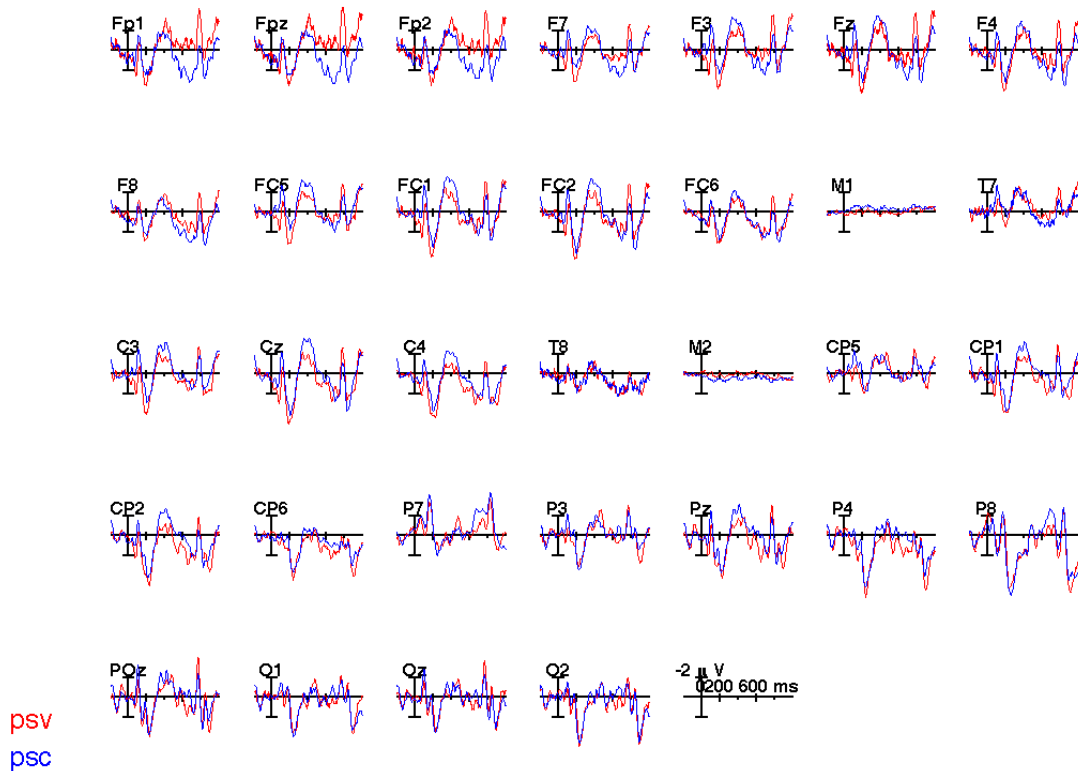 Fp1 Fpz Fp2 F7 F3 Fz F4
F8 FC5 FC1 FC2 FC6 M1 T7
C3 Cz C4 T8 M2 CP5 CP1
CP2 CP6 P7 P3 Pz P4 P8
POz O1 Oz O2 -2 µ V
0200 600 ms
psv
psc